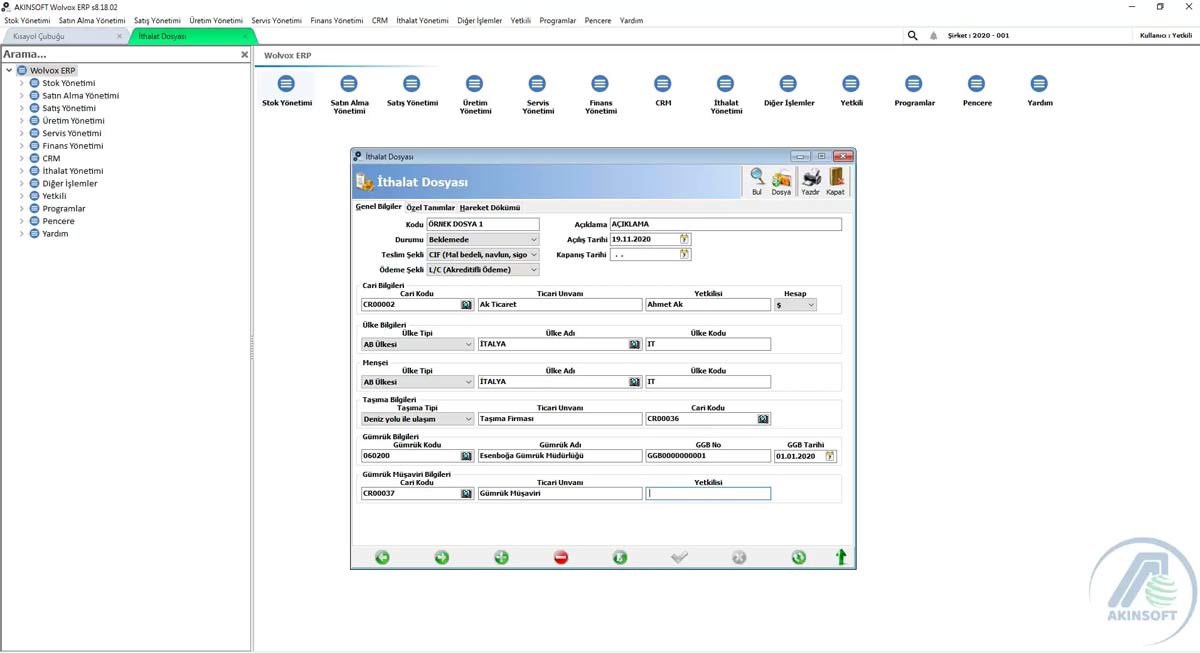 AKINSOFT Wolvox ERP s8.18.02
Stok Yönetimi Satın Alma Yönetimi Satış Yönetimi Üretim Yönetimi Servis Yönetimi Finans Yönetimi CRM İthalat Yönetimi Diğer İşlemler Yetkili Programlar Pencere Yardım
Kısayol Çubuğu İthalat Dosyası Şirket : 2020 - 001 Kullanıcı : Yetkili
Arama...
Wolvox ERP
Stok Yönetimi
Satın Alma Yönetimi
Satış Yönetimi
Üretim Yönetimi
Servis Yönetimi
Finans Yönetimi
CRM
İthalat Yönetimi
Diğer İşlemler
Yetkili
Programlar
Pencere
Yardım
Wolvox ERP
Stok Yönetimi Satın Alma Yönetimi Satış Yönetimi Üretim Yönetimi Servis Yönetimi Finans Yönetimi CRM İthalat Yönetimi Diğer İşlemler Yetkili Programlar Pencere Yardım
İthalat Dosyası
İthalat Dosyası
Bul Dosya Yazdır Kapat
Genel Bilgiler Özel Tanımlar Hareket Dökümü
Kodu ÖRNEK DOSYA 1 Açıklama AÇIKLAMA
Durumu Beklemede Açılış Tarihi 19.11.2020
Teslim Şekli CIF (Mal bedeli, navlun, sigo Kapanış Tarihi . .
Ödeme Şekli L/C (Akreditifli Ödeme)
Cari Bilgileri
Cari Kodu Ticari Unvanı Yetkilisi Hesap
CR00002 Ak Ticaret Ahmet Ak $
Ülke Bilgileri
Ülke Tipi Ülke Adı Ülke Kodu
AB Ülkesi İTALYA IT
Menşei
Ülke Tipi Ülke Adı Ülke Kodu
AB Ülkesi İTALYA IT
Taşıma Bilgileri
Taşıma Tipi Ticari Unvanı Cari Kodu
Deniz yolu ile ulaşım Taşıma Firması CR00036
Gümrük Bilgileri
Gümrük Kodu Gümrük Adı GGB No GGB Tarihi
060200 Esenboğa Gümrük Müdürlüğü GGB0000000001 01.01.2020
Gümrük Müşaviri Bilgileri
Cari Kodu Ticari Unvanı Yetkilisi
CR00037 Gümrük Müşaviri
AKINSOFT